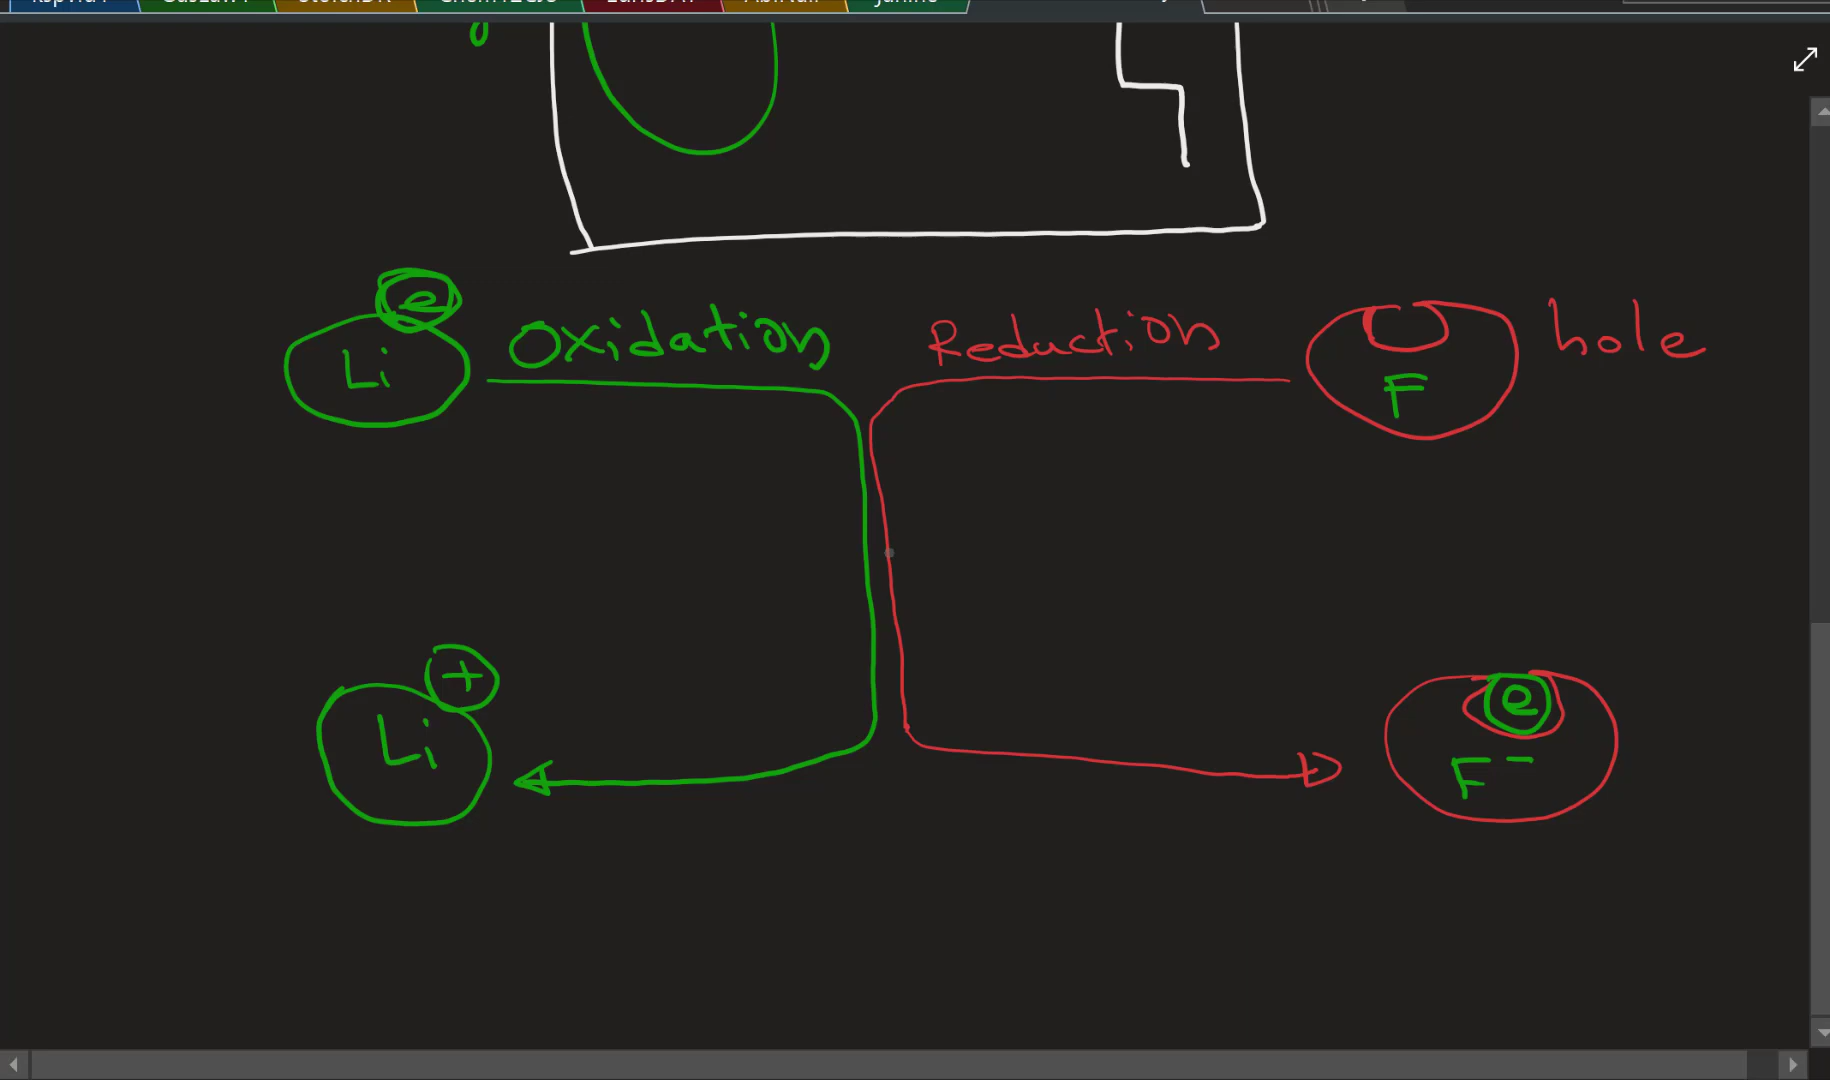 e
Li
Oxidation
Reduction
F
hole
+
Li
e
F⁻